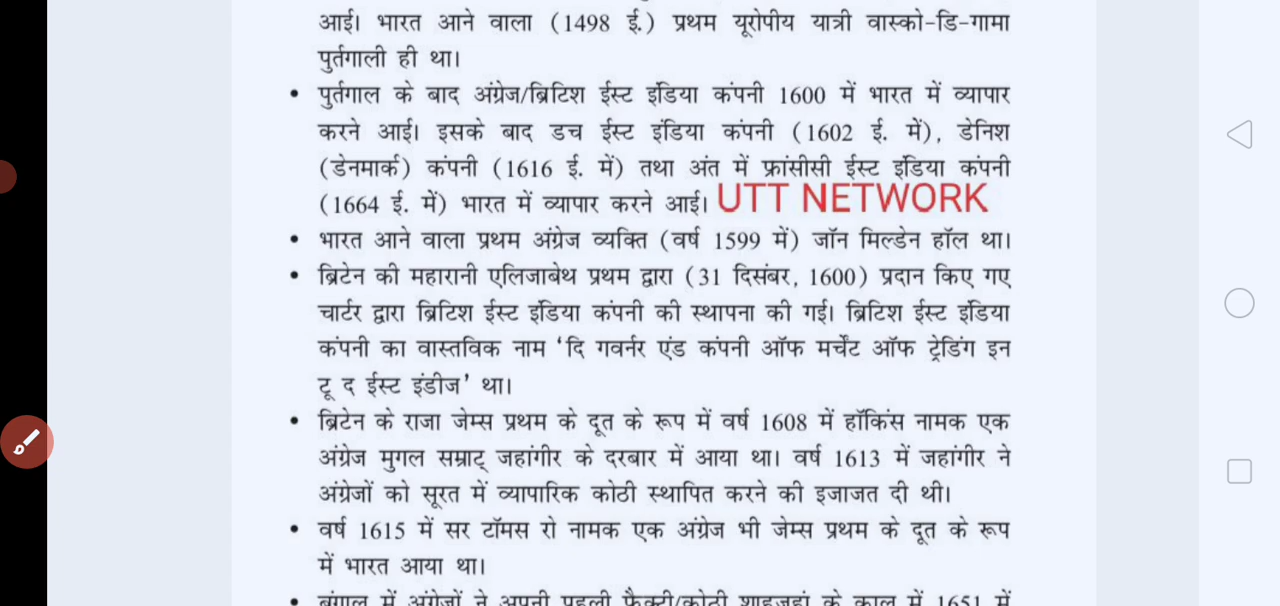 आई। भारत आने वाला (1498 ई.) प्रथम यूरोपीय यात्री वास्को-डि-गामा
पुर्तगाली ही था।
• पुर्तगाल के बाद अंग्रेज/ब्रिटिश ईस्ट इंडिया कंपनी 1600 में भारत में व्यापार
करने आई। इसके बाद डच ईस्ट इंडिया कंपनी (1602 ई. में), डेनिश
(डेनमार्क) कंपनी (1616 ई. में) तथा अंत में फ्रांसीसी ईस्ट इंडिया कंपनी
(1664 ई. में) भारत में व्यापार करने आई। UTT NETWORK
• भारत आने वाला प्रथम अंग्रेज व्यक्ति (वर्ष 1599 में) जॉन मिल्डेन हॉल था।
• ब्रिटेन की महारानी एलिजाबेथ प्रथम द्वारा (31 दिसंबर, 1600) प्रदान किए गए
चार्टर द्वारा ब्रिटिश ईस्ट इंडिया कंपनी की स्थापना की गई। ब्रिटिश ईस्ट इंडिया
कंपनी का वास्तविक नाम ‘दि गवर्नर एंड कंपनी ऑफ मर्चेंट ऑफ ट्रेडिंग इन
टू द ईस्ट इंडीज’ था।
• ब्रिटेन के राजा जेम्स प्रथम के दूत के रूप में वर्ष 1608 में हॉकिंस नामक एक
अंग्रेज मुगल सम्राट् जहांगीर के दरबार में आया था। वर्ष 1613 में जहांगीर ने
अंग्रेजों को सूरत में व्यापारिक कोठी स्थापित करने की इजाजत दी थी।
• वर्ष 1615 में सर टॉमस रो नामक एक अंग्रेज भी जेम्स प्रथम के दूत के रूप
में भारत आया था।
• बंगाल में अंग्रेजों ने अपनी पहली फैक्ट्री/कोठी शाहजहां के काल में 1651 में